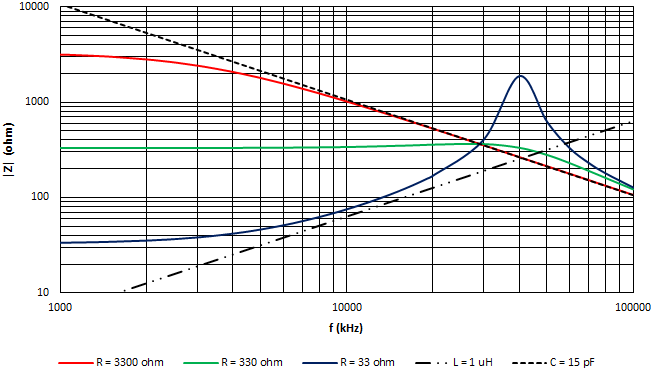 10000
1000
100
10
|Z| (ohm)
1000 10000 100000
f (kHz)
R = 3300 ohm R = 330 ohm R = 33 ohm L = 1 uH C = 15 pF